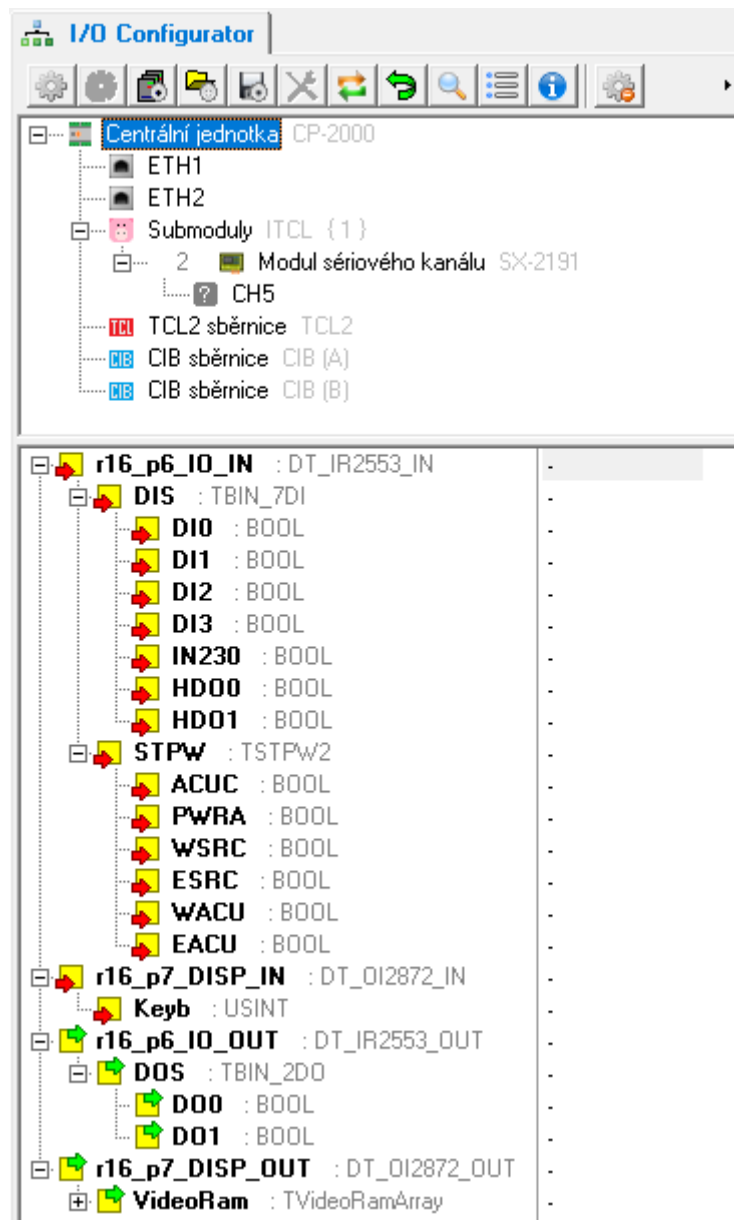 I/O Configurator
Centrální jednotka CP-2000
ETH1
ETH2
Submoduly ITCL {1}
2 Modul sériového kanálu SX-2191
? CH5
TCL TCL2 sběrnice TCL2
CIB CIB sběrnice CIB (A)
CIB CIB sběrnice CIB (B)
r16_p6_IO_IN : DT_IR2553_IN -
DIS : TBIN_7DI -
DI0 : BOOL -
DI1 : BOOL -
DI2 : BOOL -
DI3 : BOOL -
IN230 : BOOL -
HDO0 : BOOL -
HDO1 : BOOL -
STPW : TSTPW2 -
ACUC : BOOL -
PWRA : BOOL -
WSRC : BOOL -
ESRC : BOOL -
WACU : BOOL -
EACU : BOOL -
r16_p7_DISP_IN : DT_OI2872_IN -
Keyb : USINT -
r16_p6_IO_OUT : DT_IR2553_OUT -
DOS : TBIN_2DO -
DO0 : BOOL -
DO1 : BOOL -
r16_p7_DISP_OUT : DT_OI2872_OUT -
VideoRam : TVideoRamArray -